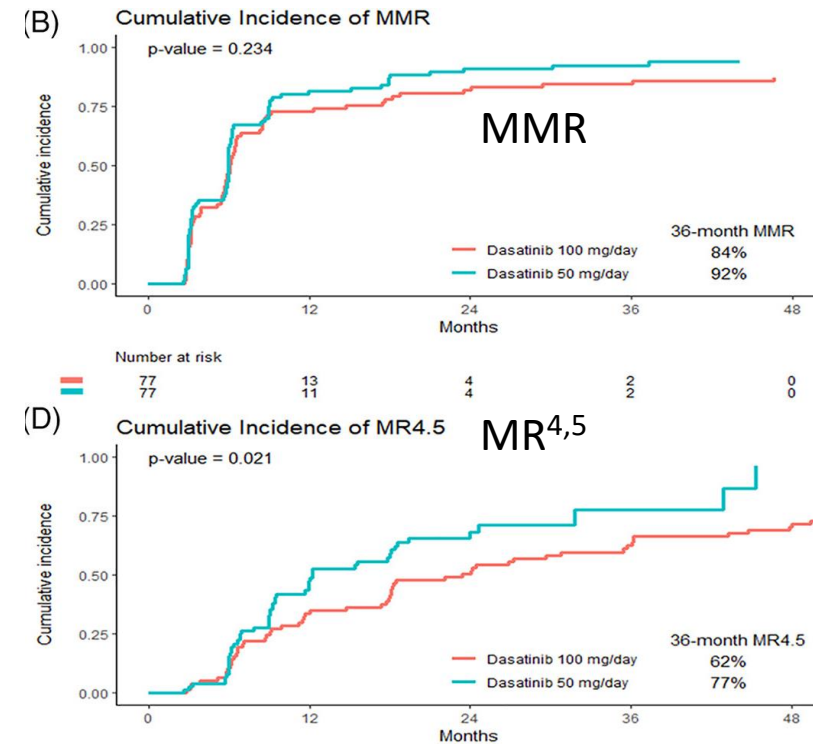 (B)
Cumulative Incidence of MMR
p-value = 0.234
1.00
0.75
0.50
0.25
0.00
Cumulative incidence
MMR
36-month MMR
Dasatinib 100 mg/day 84%
Dasatinib 50 mg/day 92%
0 12 24 36 48
Months
Number at risk
77 13 4 2 0
77 11 4 2 0
(D)
Cumulative Incidence of MR4.5
MR4,5
p-value = 0.021
1.00
0.75
0.50
0.25
0.00
Cumulative incidence
36-month MR4.5
Dasatinib 100 mg/day 62%
Dasatinib 50 mg/day 77%
0 12 24 36 48
Months